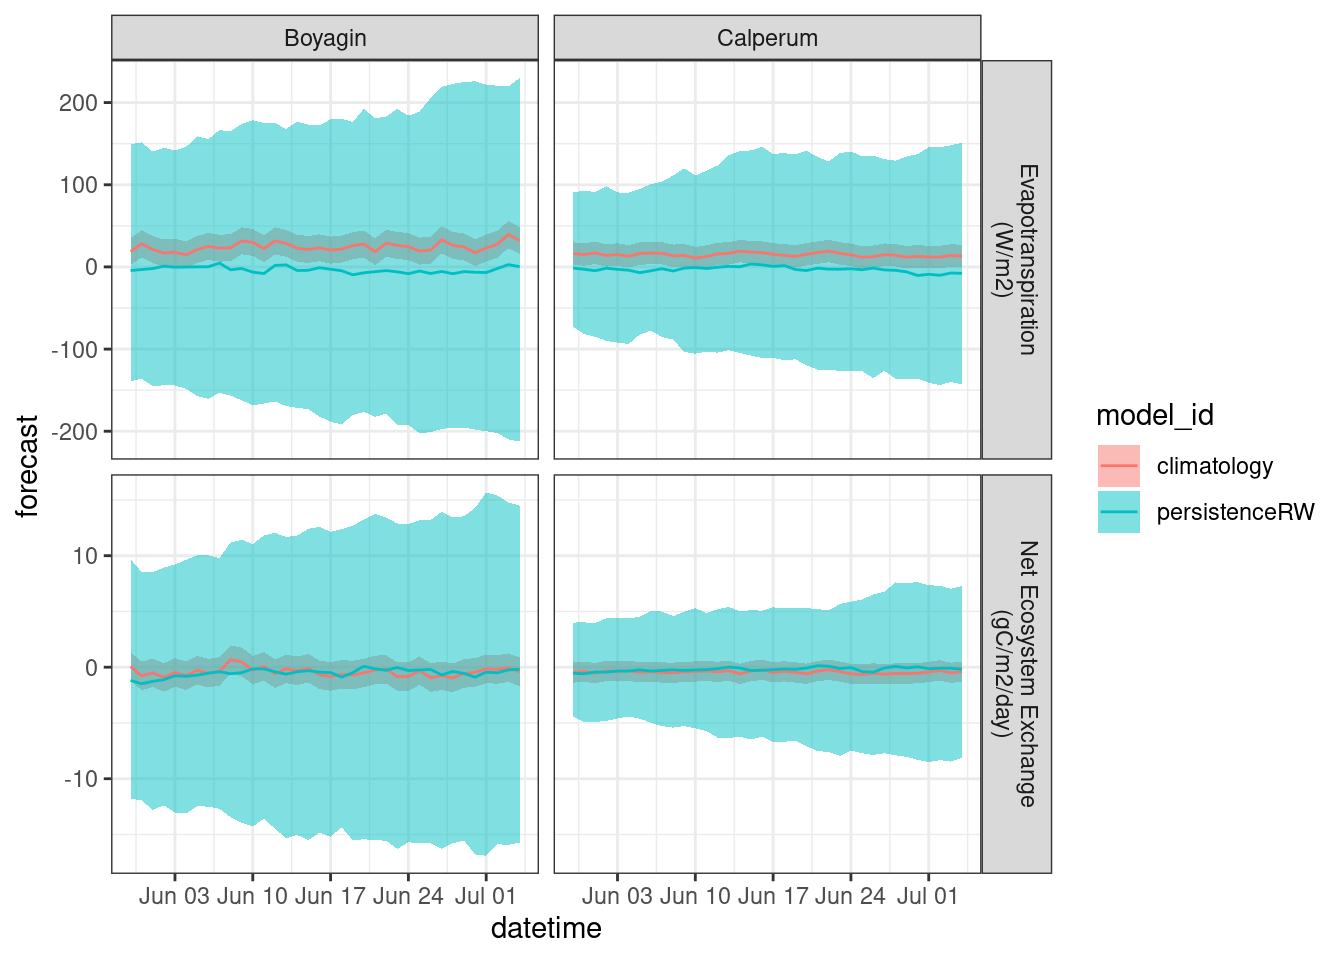 Boyagin
Calperum
200
100
0
-100
-200
Evapotranspiration
(W/m2)
10
0
-10
Net Ecosystem Exchange
(gC/m2/day)
forecast
Jun 03 Jun 10 Jun 17 Jun 24 Jul 01
Jun 03 Jun 10 Jun 17 Jun 24 Jul 01
datetime
model_id
climatology
persistenceRW